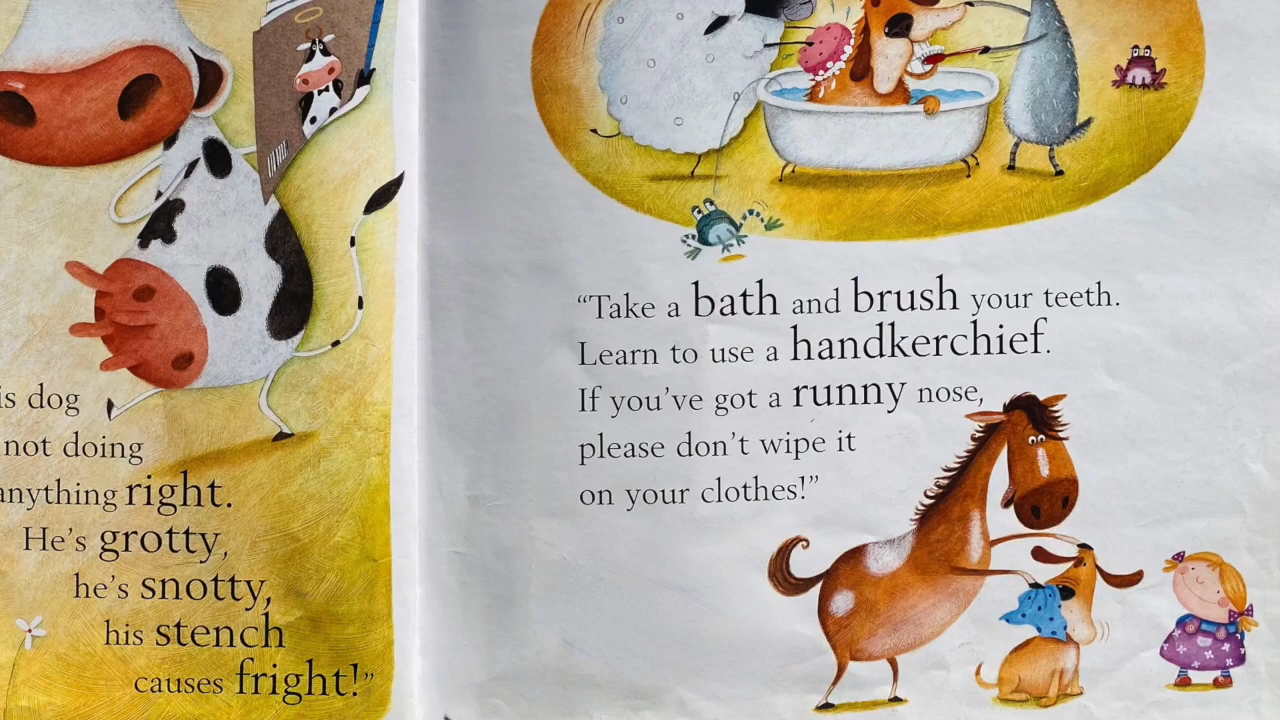 is dog
not doing
anything right.
He's grotty,
he's snotty,
his stench
causes fright!”
“Take a bath and brush your teeth.
Learn to use a handkerchief.
If you've got a runny nose,
please don't wipe it
on your clothes!”